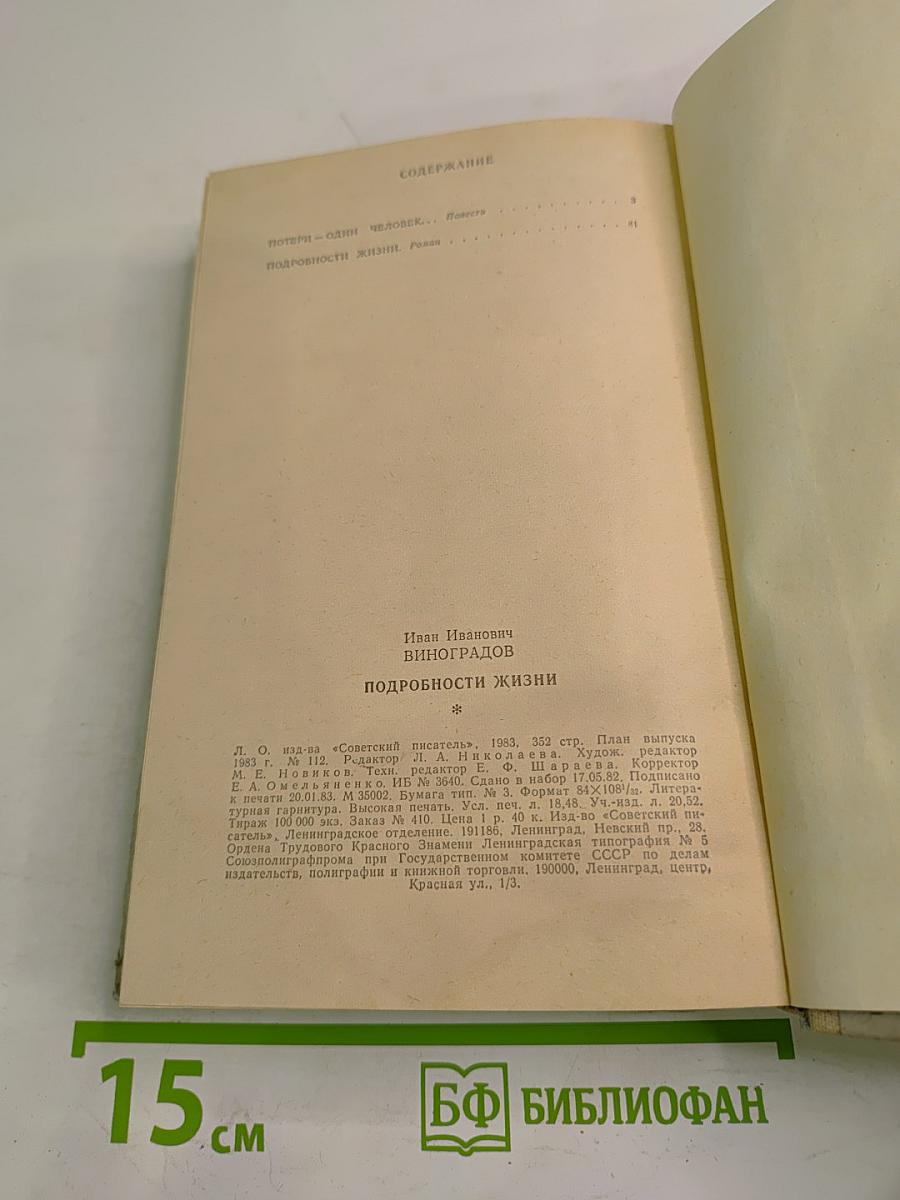 СОДЕРЖАНИЕ
ПОТЕРИ — ОДИН ЧЕЛОВЕК... Повесть . . . . . . . . . . 3
ПОДРОБНОСТИ ЖИЗНИ. Роман . . . . . . . . . . . . . 81
Иван Иванович
ВИНОГРАДОВ
ПОДРОБНОСТИ ЖИЗНИ
*
Л. О. изд-ва «Советский писатель», 1983, 352 стр. План выпуска
1983 г. № 112. Редактор Л. А. Николаева. Худож. редактор
М. Е. Новиков. Техн. редактор Е. Ф. Шараева. Корректор
Е. А. Омельяненко. ИБ № 3640. Сдано в набор 17.05.82. Подписано
к печати 20.01.83. М 35002. Бумага тип. № 3. Формат 84×108¹/₃₂. Литера-
турная гарнитура. Высокая печать. Усл. печ. л. 18,48. Уч.-изд. л. 20,52.
Тираж 100 000 экз. Заказ № 410. Цена 1 р. 40 к. Изд-во «Советский пи-
сатель», Ленинградское отделение. 191186, Ленинград, Невский пр., 28.
Ордена Трудового Красного Знамени Ленинградская типография № 5
Союзполиграфпрома при Государственном комитете СССР по делам
издательств, полиграфии и книжной торговли. 190000, Ленинград, центр,
Красная ул., 1/3.
15 см
БФ БИБЛИОФАН